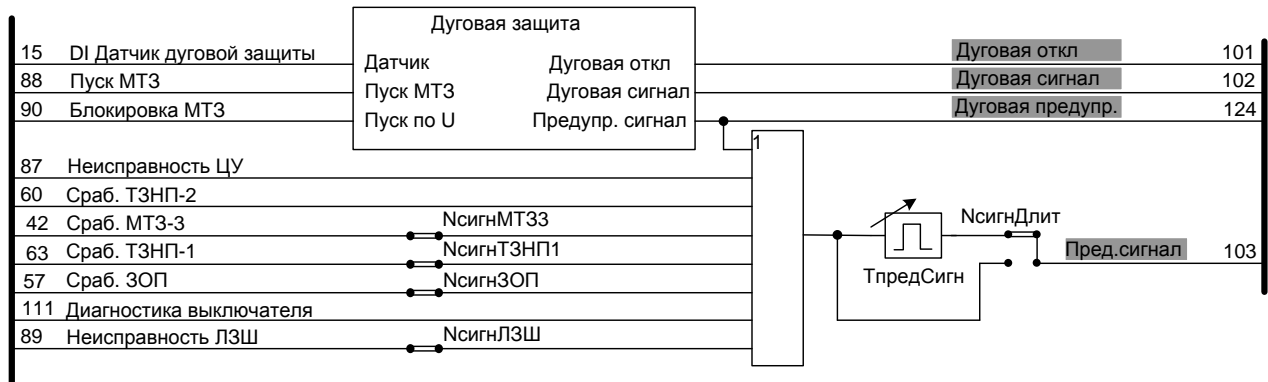 Дуговая защита
15 DI Датчик дуговой защиты Датчик Дуговая откл Дуговая откл 101
88 Пуск МТЗ Пуск МТЗ Дуговая сигнал Дуговая сигнал 102
90 Блокировка МТЗ Пуск по U Предупр. сигнал Дуговая предупр. 124
1
87 Неисправность ЦУ
60 Сраб. ТЗНП-2
42 Сраб. МТЗ-3 NсигнМТЗ3 NсигнДлит
63 Сраб. ТЗНП-1 NсигнТЗНП1 Пред.сигнал 103
57 Сраб. ЗОП NсигнЗОП ТпредСигн
111 Диагностика выключателя
89 Неисправность ЛЗШ NсигнЛЗШ